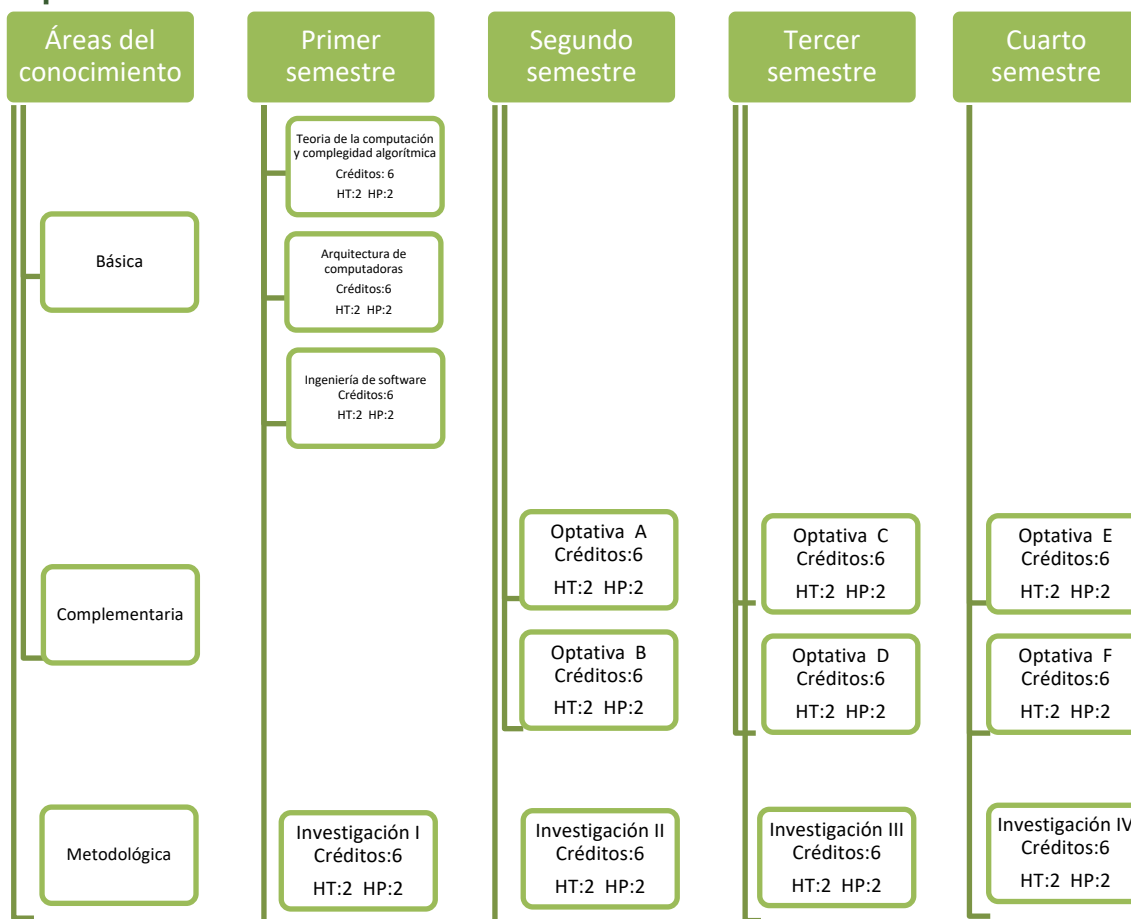 Áreas del
conocimiento
Básica
Complementaria
Metodológica
Primer
semestre
Teoria de la computación
y complegidad algorítmica
Créditos: 6
HT:2 HP:2
Arquitectura de
computadoras
Créditos:6
HT:2 HP:2
Ingeniería de software
Créditos:6
HT:2 HP:2
Investigación I
Créditos:6
HT:2 HP:2
Segundo
semestre
Optativa A
Créditos:6
HT:2 HP:2
Optativa B
Créditos:6
HT:2 HP:2
Investigación II
Créditos:6
HT:2 HP:2
Tercer
semestre
Optativa C
Créditos:6
HT:2 HP:2
Optativa D
Créditos:6
HT:2 HP:2
Investigación III
Créditos:6
HT:2 HP:2
Cuarto
semestre
Optativa E
Créditos:6
HT:2 HP:2
Optativa F
Créditos:6
HT:2 HP:2
Investigación IV
Créditos:6
HT:2 HP:2